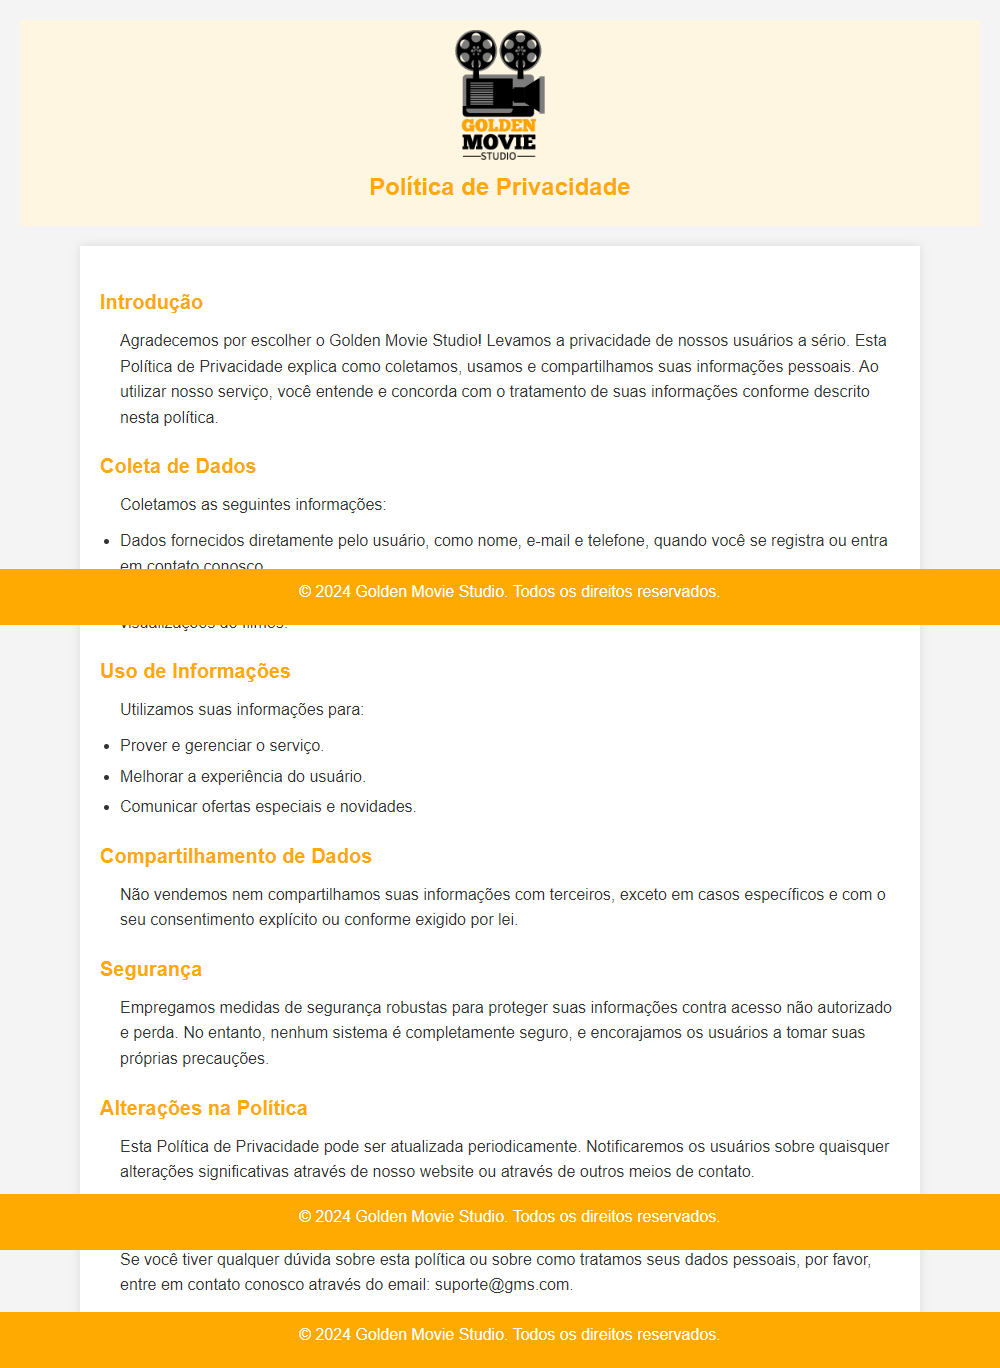 GOLDEN
MOVIE
STUDIO
Política de Privacidade
Introdução
Agradecemos por escolher o Golden Movie Studio! Levamos a privacidade de nossos usuários a sério. Esta
Política de Privacidade explica como coletamos, usamos e compartilhamos suas informações pessoais. Ao
utilizar nosso serviço, você entende e concorda com o tratamento de suas informações conforme descrito
nesta política.
Coleta de Dados
Coletamos as seguintes informações:
• Dados fornecidos diretamente pelo usuário, como nome, e-mail e telefone, quando você se registra ou entra
em contato conosco.
© 2024 Golden Movie Studio. Todos os direitos reservados.
visualizações de filmes.
Uso de Informações
Utilizamos suas informações para:
• Prover e gerenciar o serviço.
• Melhorar a experiência do usuário.
• Comunicar ofertas especiais e novidades.
Compartilhamento de Dados
Não vendemos nem compartilhamos suas informações com terceiros, exceto em casos específicos e com o
seu consentimento explícito ou conforme exigido por lei.
Segurança
Empregamos medidas de segurança robustas para proteger suas informações contra acesso não autorizado
e perda. No entanto, nenhum sistema é completamente seguro, e encorajamos os usuários a tomar suas
próprias precauções.
Alterações na Política
Esta Política de Privacidade pode ser atualizada periodicamente. Notificaremos os usuários sobre quaisquer
alterações significativas através de nosso website ou através de outros meios de contato.
© 2024 Golden Movie Studio. Todos os direitos reservados.
Se você tiver qualquer dúvida sobre esta política ou sobre como tratamos seus dados pessoais, por favor,
entre em contato conosco através do email: suporte@gms.com.
© 2024 Golden Movie Studio. Todos os direitos reservados.